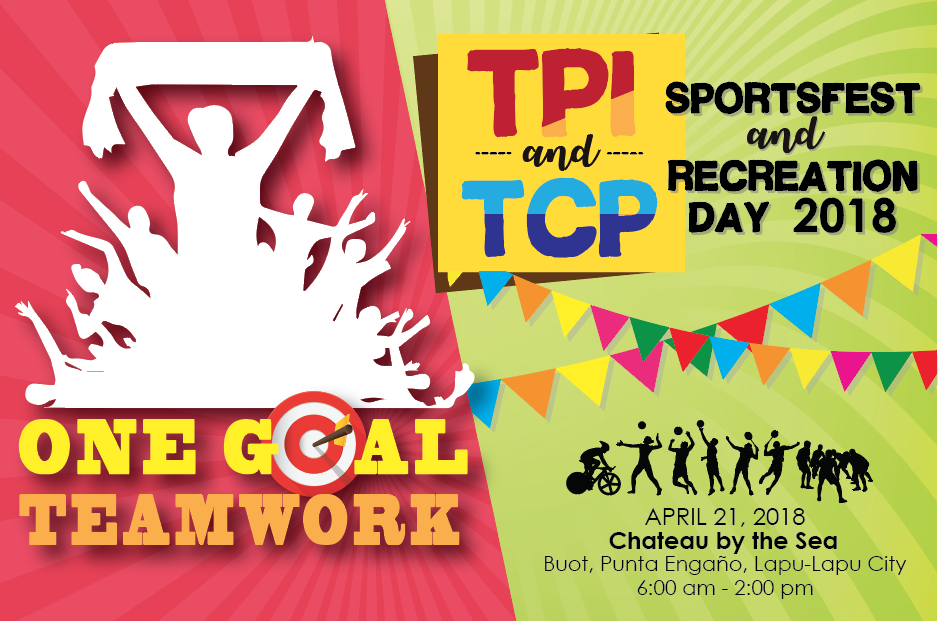 TPI
and
TCP
SPORTSFEST
and
RECREATION
DAY 2018
ONE GOAL
TEAMWORK
APRIL 21, 2018
Chateau by the Sea
Buot, Punta Engaño, Lapu-Lapu City
6:00 am - 2:00 pm